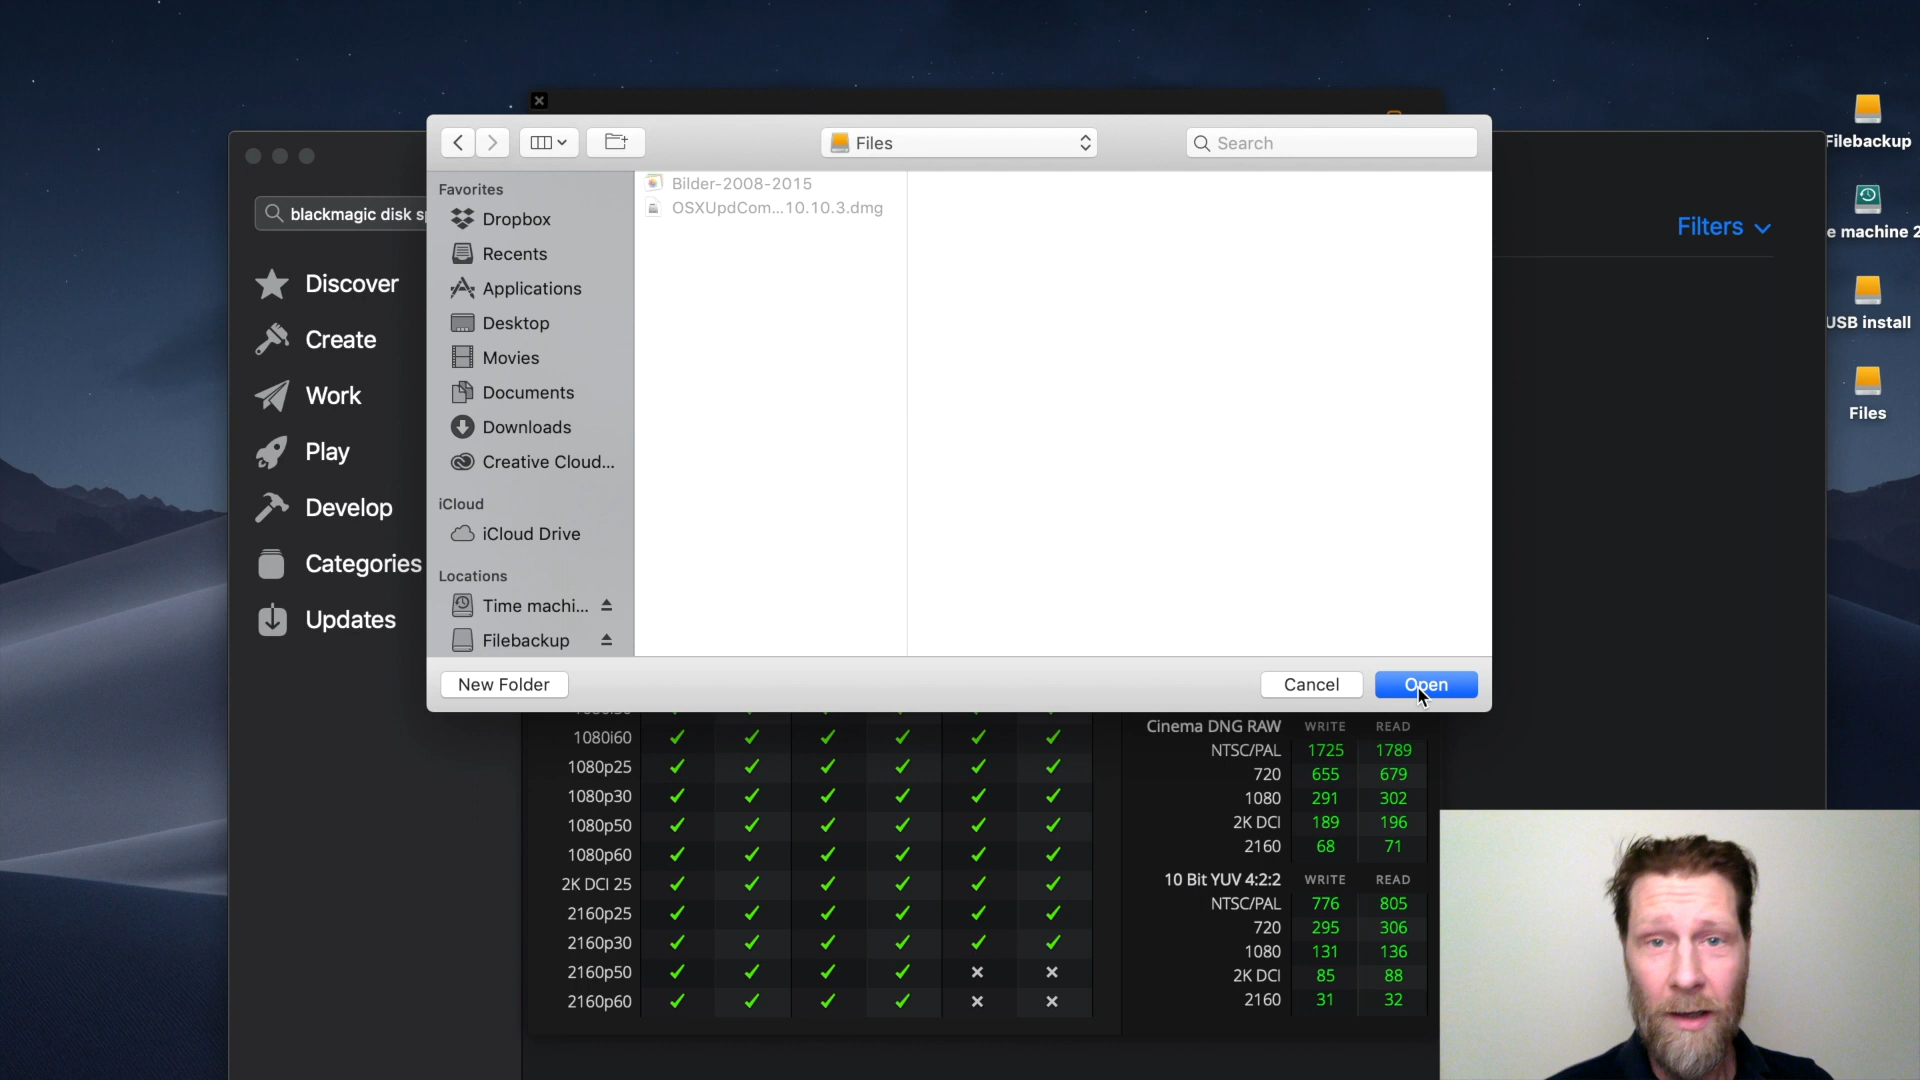 Files
Search
blackmagic disk sp
Discover
Create
Work
Play
Develop
Categories
Updates
Favorites
Dropbox
Recents
Applications
Desktop
Movies
Documents
Downloads
Creative Cloud...
iCloud
iCloud Drive
Locations
Time machi...
Filebackup
Bilder-2008-2015
OSXUpdCom...10.10.3.dmg
New Folder
Cancel
Open
Filters
Filebackup
e machine 2
USB install
Files
1080i60
1080p25
1080p30
1080p50
1080p60
2K DCI 25
2160p25
2160p30
2160p50
2160p60
Cinema DNG RAW WRITE READ
NTSC/PAL 1725 1789
720 655 679
1080 291 302
2K DCI 189 196
2160 68 71
10 Bit YUV 4:2:2 WRITE READ
NTSC/PAL 776 805
720 295 306
1080 131 136
2K DCI 85 88
2160 31 32